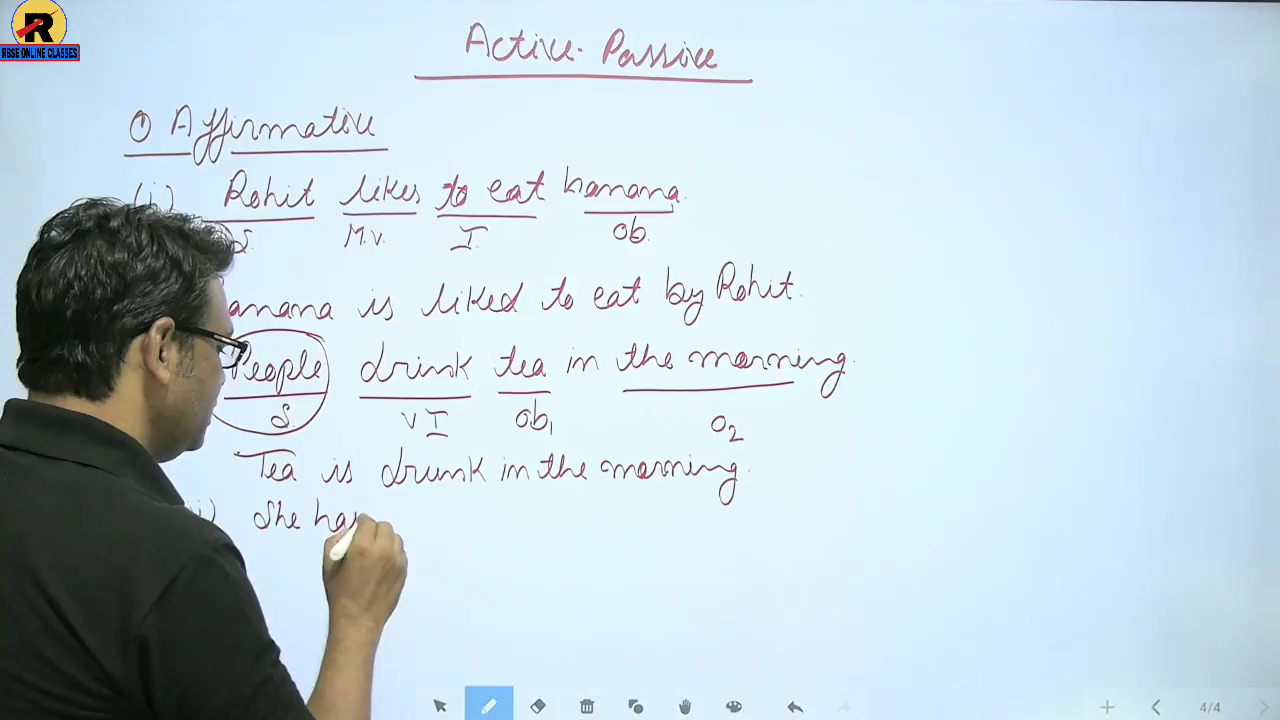 R
RBSE ONLINE CLASSES
Active-Passive
① Affirmative
(i) Rohit likes to eat banana.
S. M.V. I. ob.
anana is liked to eat by Rohit.
People drink tea in the morning.
S. V I ob1 O2
Tea is drunk in the morning.
i) She ha
4/4